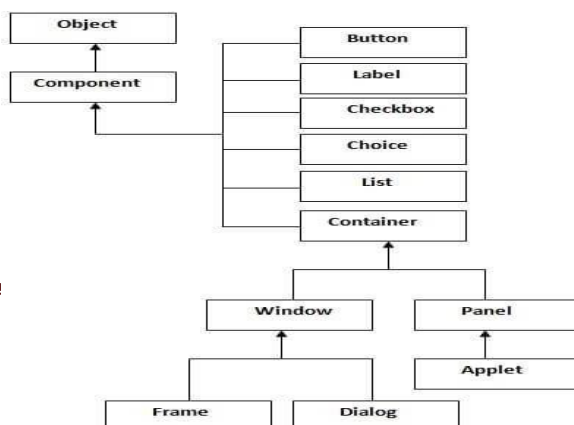 Object
Button
Label
Component
Checkbox
Choice
List
Container
Window
Panel
Applet
Frame
Dialog